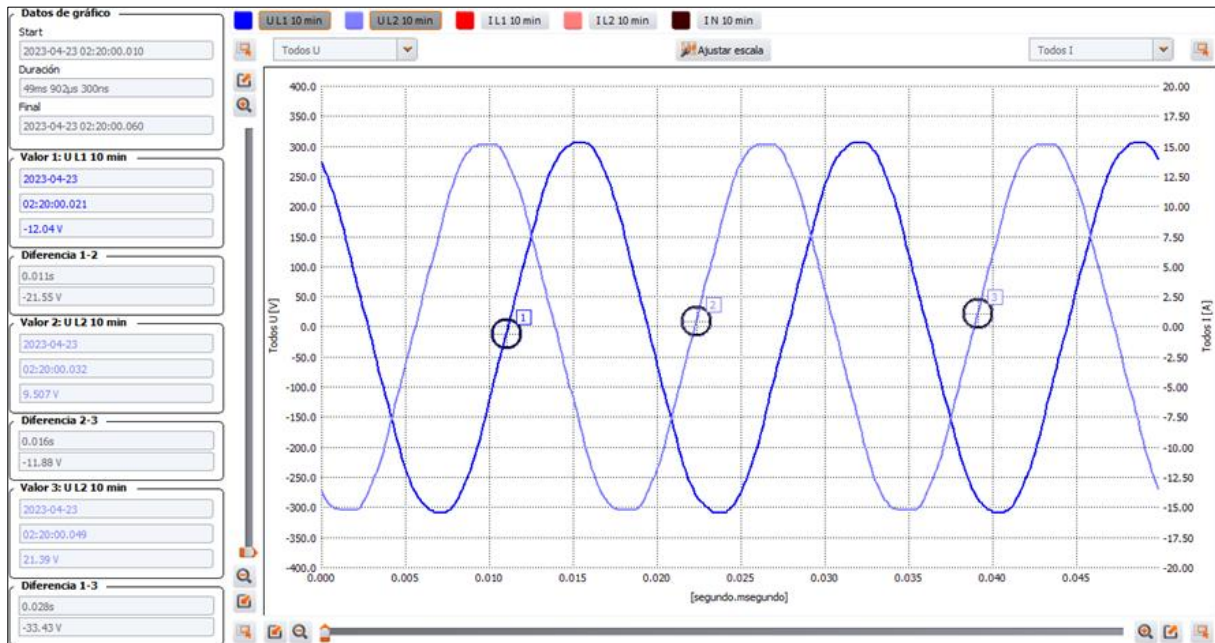 Datos de gráfico
Start
2023-04-23 02:20:00.010
Duración
49ms 902µs 300ns
Final
2023-04-23 02:20:00.060
Valor 1: U L1 10 min
2023-04-23
02:20:00.021
-12.04 V
Diferencia 1-2
0.011s
-21.55 V
Valor 2: U L2 10 min
2023-04-23
02:20:00.032
9.507 V
Diferencia 2-3
0.016s
-11.88 V
Valor 3: U L2 10 min
2023-04-23
02:20:00.049
21.39 V
Diferencia 1-3
0.028s
-33.43 V
U L1 10 min U L2 10 min I L1 10 min I L2 10 min I N 10 min
Todos U Ajustar escala Todos I
400.0 20.00
350.0 17.50
300.0 15.00
250.0 12.50
200.0 10.00
150.0 7.50
100.0 5.00
50.0 2.50
0.00 0.00
-50.0 -2.50
-100.0 -5.00
-150.0 -7.50
-200.0 -10.00
-250.0 -12.50
-300.0 -15.00
-350.0 -17.50
-400.0 -20.00
Todos U [V]
1
2
3
Todos I [A]
0.000 0.005 0.010 0.015 0.020 0.025 0.030 0.035 0.040 0.045
[segundo.msegundo]